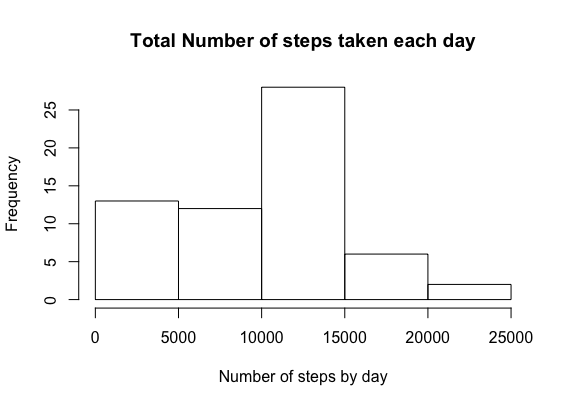 Total Number of steps taken each day
Frequency
25
20
15
10
5
0
0 5000 10000 15000 20000 25000
Number of steps by day